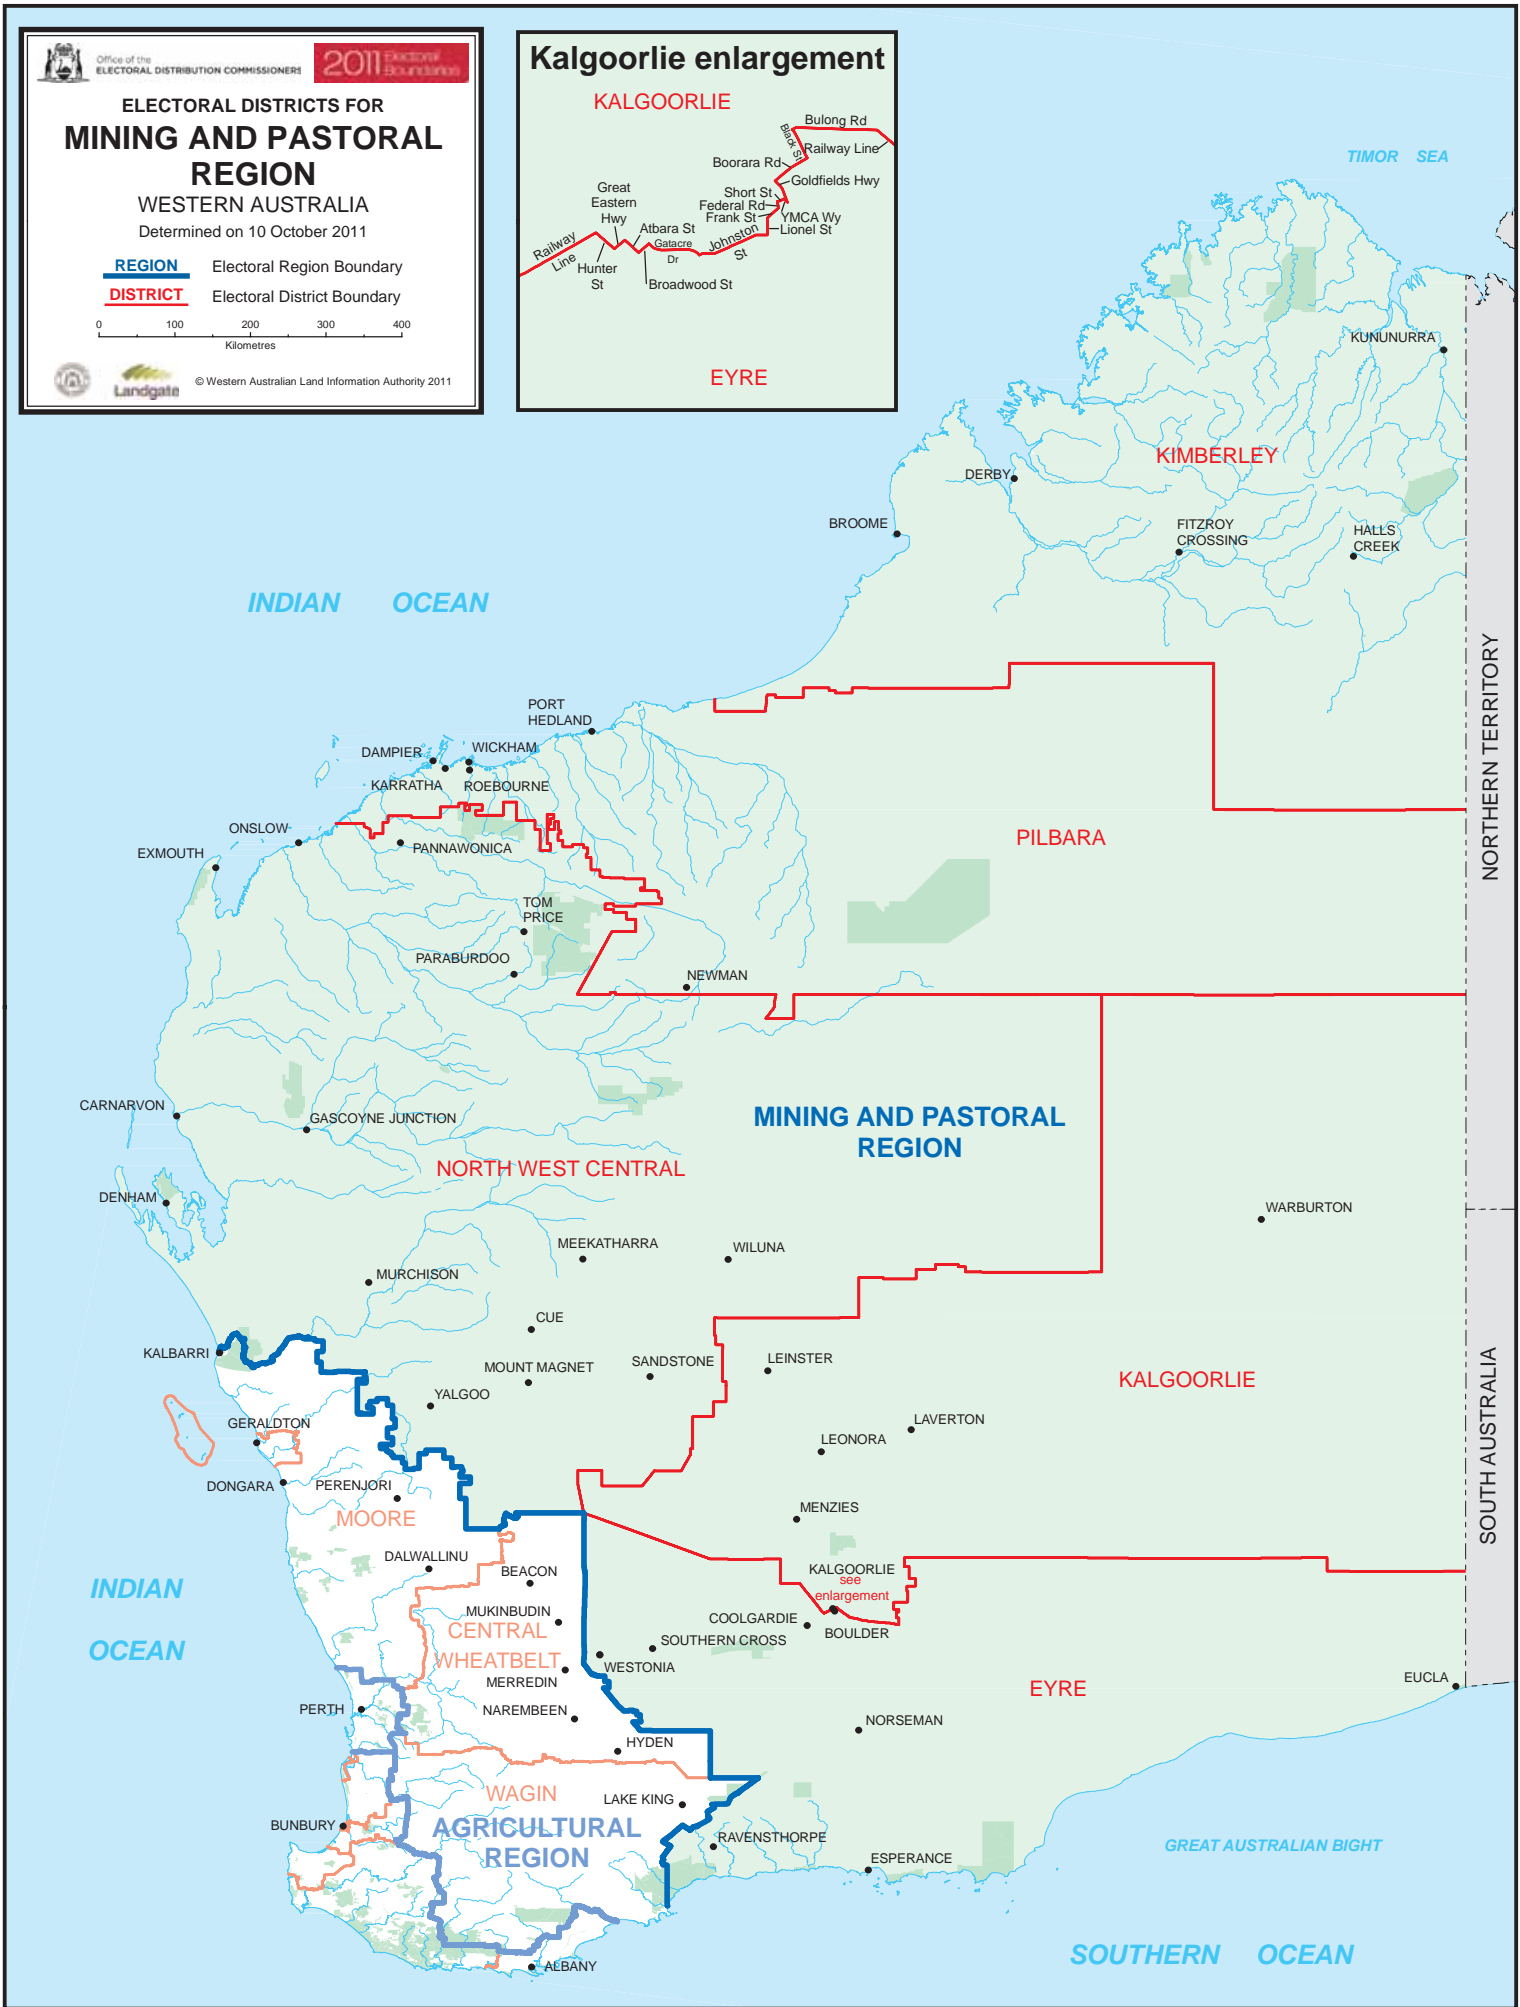 Office of the
ELECTORAL DISTRIBUTION COMMISSIONERS
2011 Electoral
Boundaries
ELECTORAL DISTRICTS FOR
MINING AND PASTORAL
REGION
WESTERN AUSTRALIA
Determined on 10 October 2011
REGION Electoral Region Boundary
DISTRICT Electoral District Boundary
0 100 200 300 400
Kilometres
Landgate
© Western Australian Land Information Authority 2011
Kalgoorlie enlargement
KALGOORLIE
Bulong Rd
Black St
Railway Line
Boorara Rd
Goldfields Hwy
Short St
Federal Rd
Frank St
YMCA Wy
Lionel St
Great
Eastern
Hwy
Atbara St
Gatacre
Dr
Johnston
St
Railway
Line
Hunter
St
Broadwood St
EYRE
TIMOR SEA
KUNUNURRA
KIMBERLEY
DERBY
BROOME
FITZROY
CROSSING
HALLS
CREEK
INDIAN OCEAN
NORTHERN TERRITORY
PORT
HEDLAND
DAMPIER
WICKHAM
KARRATHA
ROEBOURNE
ONSLOW
PANNAWONICA
EXMOUTH
PILBARA
TOM
PRICE
PARABURDOO
NEWMAN
CARNARVON
GASCOYNE JUNCTION
MINING AND PASTORAL
REGION
NORTH WEST CENTRAL
DENHAM
WARBURTON
MEEKATHARRA
WILUNA
MURCHISON
CUE
KALBARRI
MOUNT MAGNET
SANDSTONE
LEINSTER
YALGOO
KALGOORLIE
SOUTH AUSTRALIA
GERALDTON
LAVERTON
LEONORA
DONGARA
PERENJORI
MOORE
MENZIES
DALWALLINU
BEACON
KALGOORLIE
see
enlargement
INDIAN
OCEAN
MUKINBUDIN
CENTRAL
WHEATBELT
COOLGARDIE
BOULDER
SOUTHERN CROSS
WESTONIA
MERREDIN
EUCLA
EYRE
PERTH
NAREMBEEN
NORSEMAN
HYDEN
WAGIN
LAKE KING
BUNBURY
AGRICULTURAL
REGION
RAVENSTHORPE
ESPERANCE
GREAT AUSTRALIAN BIGHT
SOUTHERN OCEAN
ALBANY